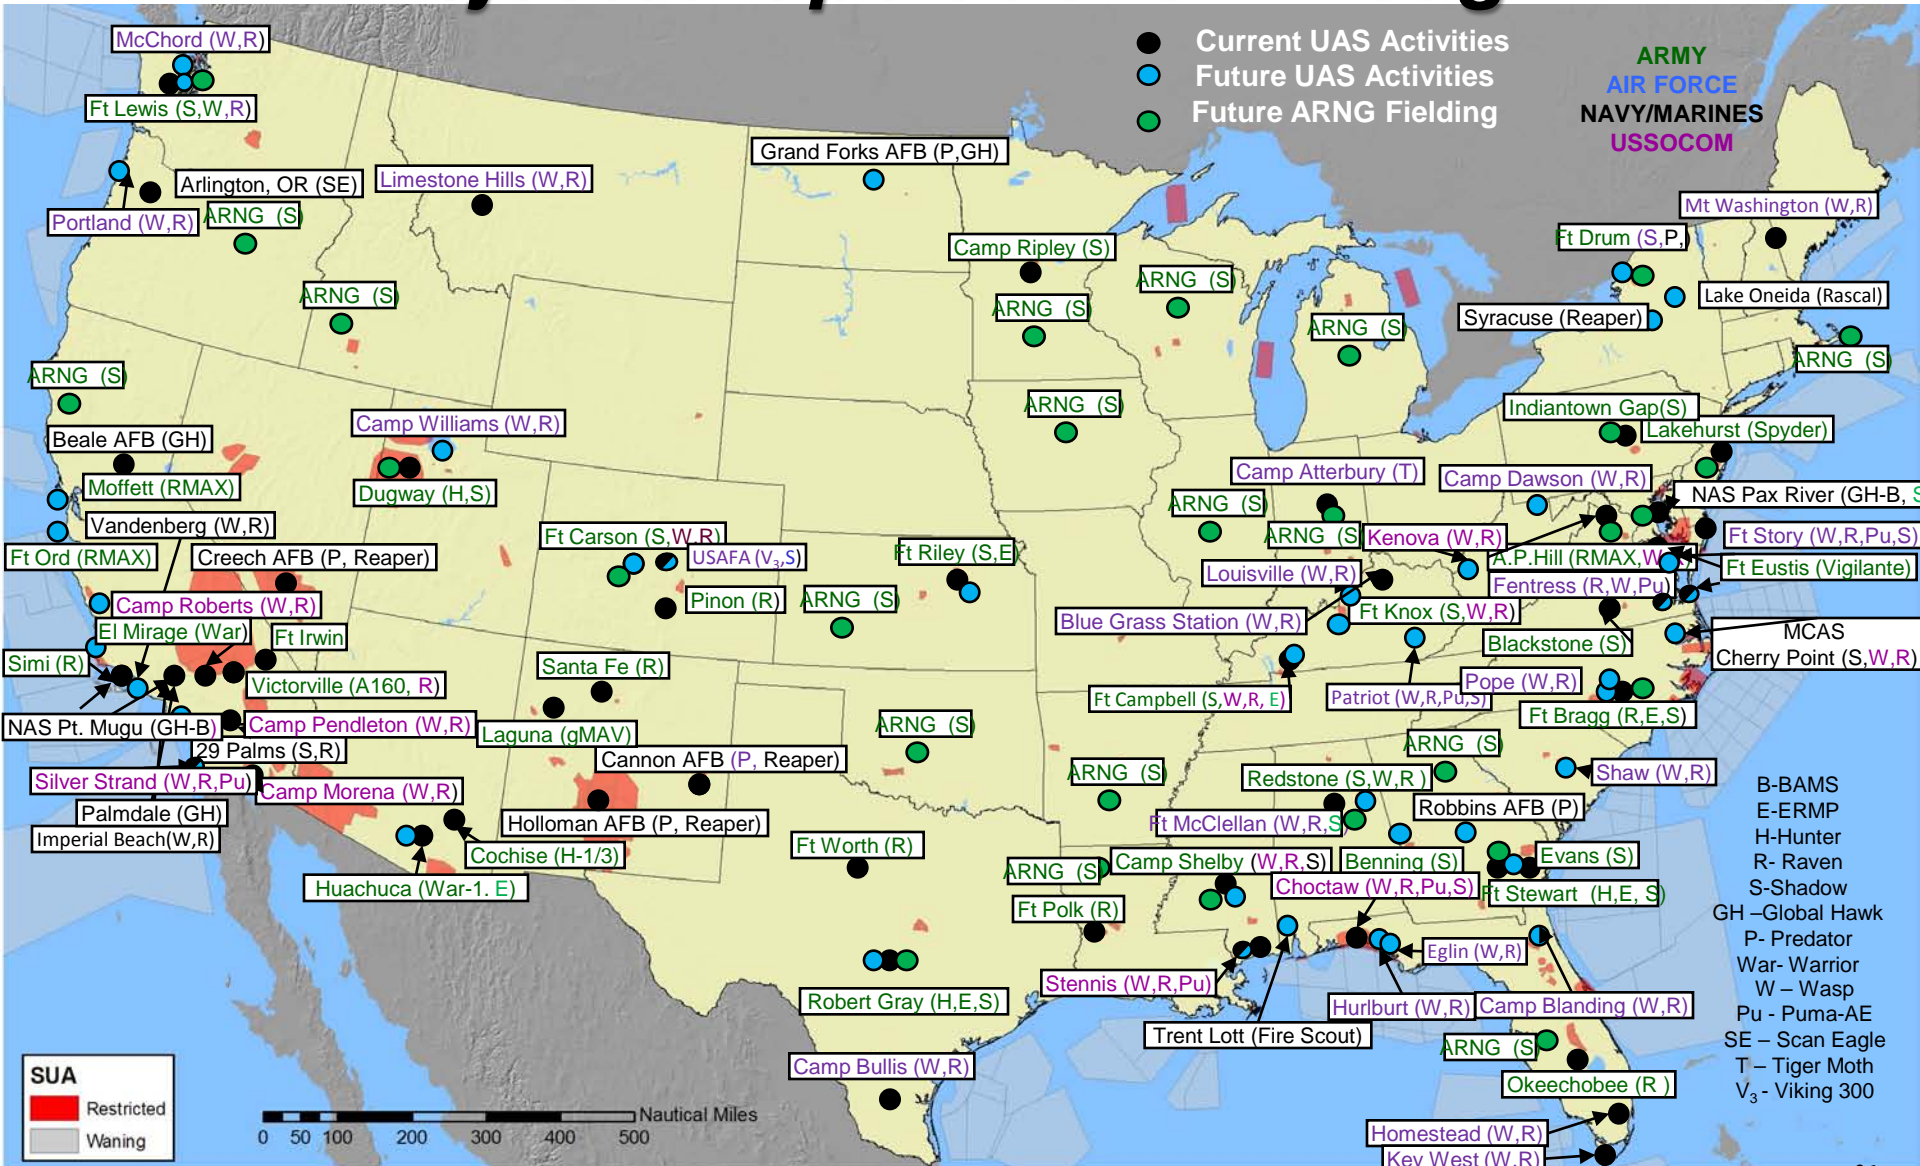 Current UAS Activities
Future UAS Activities
Future ARNG Fielding
ARMY
AIR FORCE
NAVY/MARINES
USSOCOM
McChord (W,R)
Ft Lewis (S,W,R)
Grand Forks AFB (P,GH)
Arlington, OR (SE)
Limestone Hills (W,R)
Portland (W,R)
ARNG (S)
Mt Washington (W,R)
Ft Drum (S,P,)
Camp Ripley (S)
ARNG (S)
ARNG (S)
ARNG (S)
ARNG (S)
Lake Oneida (Rascal)
Syracuse (Reaper)
ARNG (S)
ARNG (S)
ARNG (S)
ARNG (S)
Indiantown Gap(S)
Lakehurst (Spyder)
Camp Williams (W,R)
Beale AFB (GH)
Moffett (RMAX)
Dugway (H,S)
Camp Atterbury (T)
Camp Dawson (W,R)
NAS Pax River (GH-B, S
ARNG (S)
Vandenberg (W,R)
Ft Carson (S,W,R)
ARNG (S)
Kenova (W,R)
Ft Story (W,R,Pu,S)
Ft Ord (RMAX)
Creech AFB (P, Reaper)
USAFA (V3,S)
Ft Riley (S,E)
A.P.Hill (RMAX,W
Ft Eustis (Vigilante)
Louisville (W,R)
Fentress (R,W,Pu)
Camp Roberts (W,R)
Pinon (R)
ARNG (S)
Ft Knox (S,W,R)
Blue Grass Station (W,R)
El Mirage (War)
Ft Irwin
Blackstone (S)
MCAS
Cherry Point (S,W,R)
Simi (R)
Santa Fe (R)
Victorville (A160, R)
Ft Campbell (S,W,R, E)
Patriot (W,R,Pu,S)
Pope (W,R)
NAS Pt. Mugu (GH-B)
Camp Pendleton (W,R)
Laguna (gMAV)
ARNG (S)
Ft Bragg (R,E,S)
29 Palms (S,R)
Cannon AFB (P, Reaper)
ARNG (S)
ARNG (S)
Silver Strand (W,R,Pu)
Camp Morena (W,R)
Redstone (S,W,R )
Shaw (W,R)
Palmdale (GH)
Holloman AFB (P, Reaper)
Ft McClellan (W,R,S)
Robbins AFB (P)
Imperial Beach(W,R)
Cochise (H-1/3)
Ft Worth (R)
ARNG (S)
Camp Shelby (W,R,S)
Benning (S)
Evans (S)
Huachuca (War-1. E)
Choctaw (W,R,Pu,S)
Ft Stewart (H,E, S)
Ft Polk (R)
Eglin (W,R)
Stennis (W,R,Pu)
Robert Gray (H,E,S)
Hurlburt (W,R)
Camp Blanding (W,R)
Trent Lott (Fire Scout)
ARNG (S)
Camp Bullis (W,R)
Okeechobee (R )
Homestead (W,R)
Key West (W,R)
B-BAMS
E-ERMP
H-Hunter
R- Raven
S-Shadow
GH –Global Hawk
P- Predator
War- Warrior
W – Wasp
Pu - Puma-AE
SE – Scan Eagle
T – Tiger Moth
V3 - Viking 300
SUA
Restricted
Waning
Nautical Miles
0 50 100 200 300 400 500